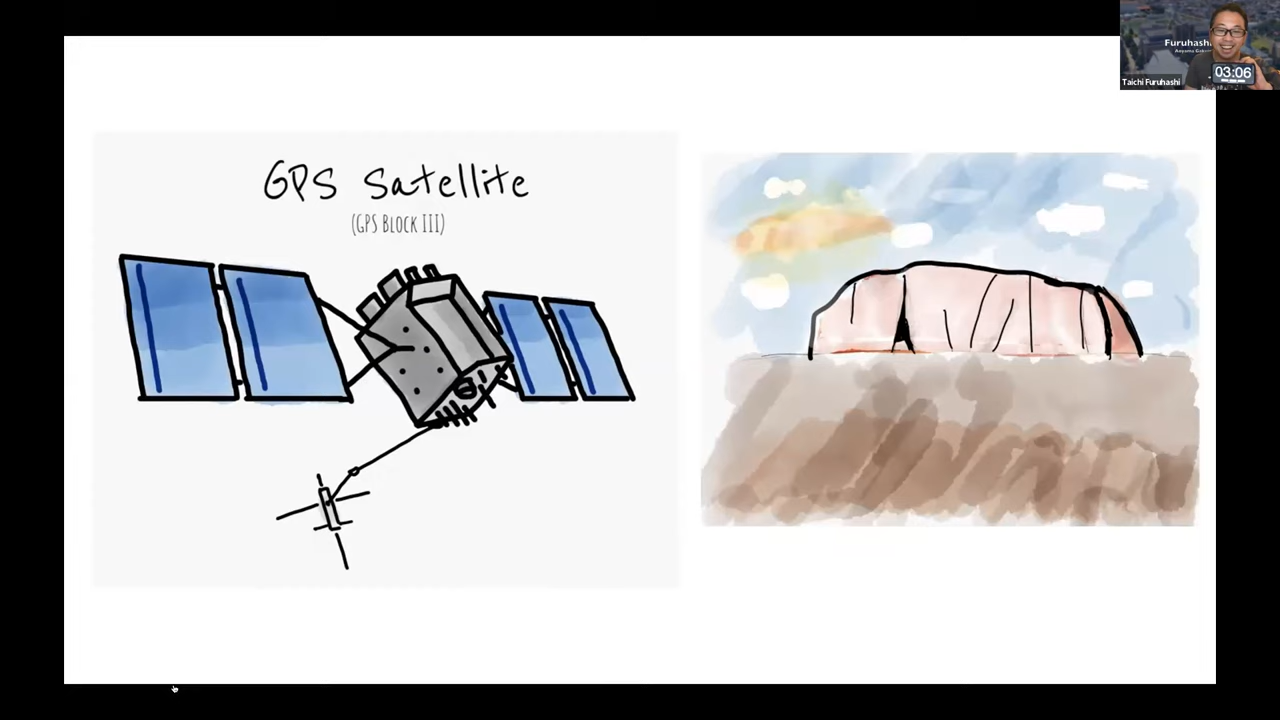 GPS Satellite
(GPS BLOCK III)
Furuhashi
03:06
Taichi Furuhashi